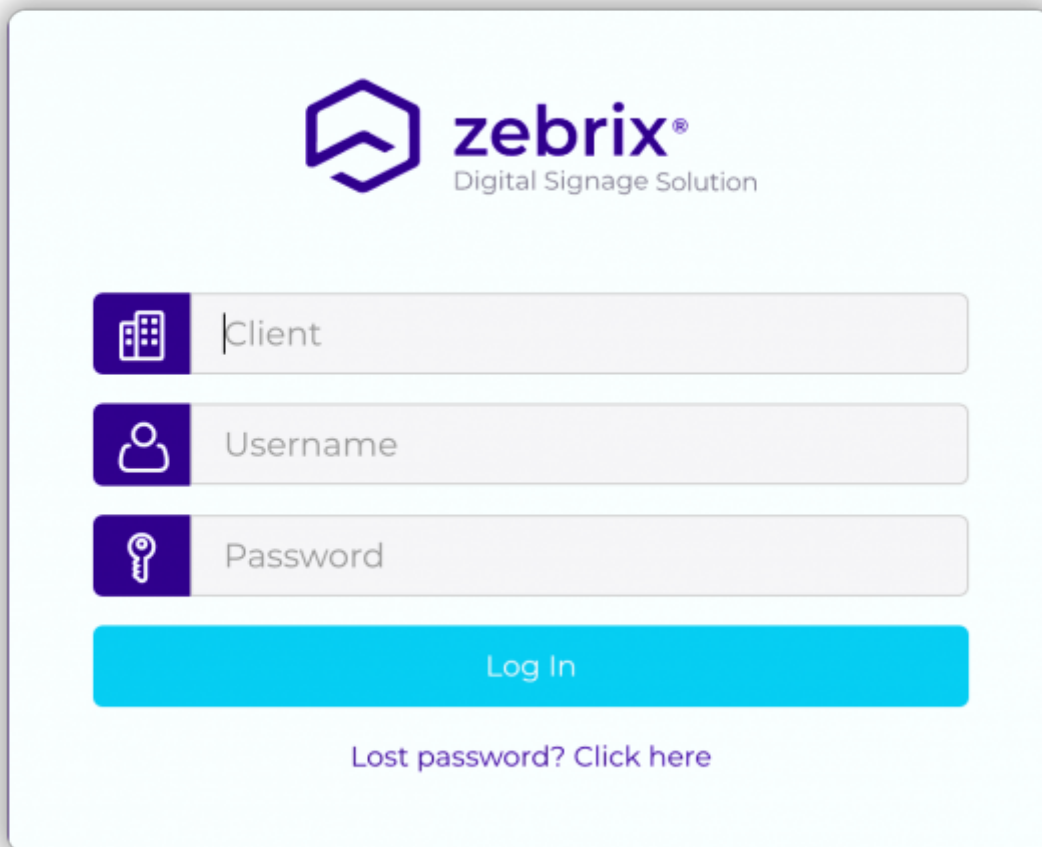 zebrix®
Digital Signage Solution
Client
Username
Password
Log In
Lost password? Click here